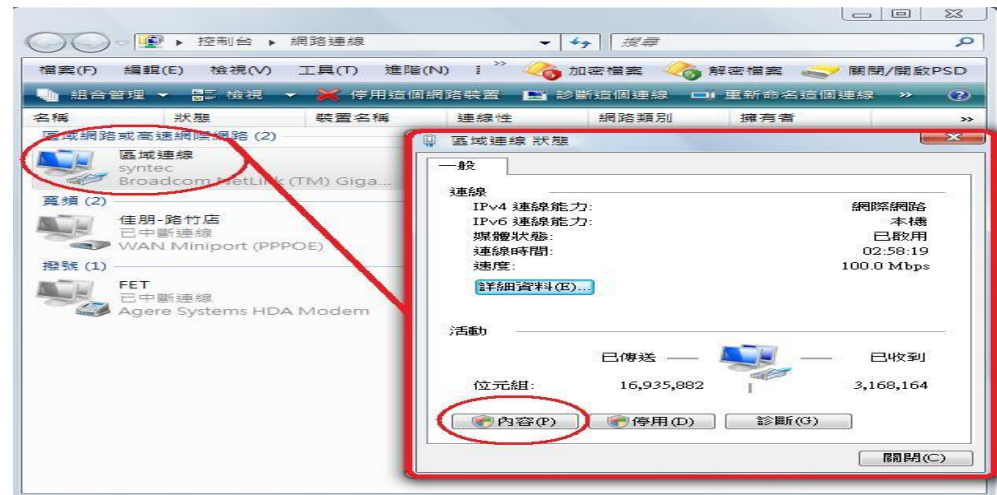 控制台 ▸ 網路連線
搜尋
檔案(F) 編輯(E) 檢視(V) 工具(T) 進階(N) » 加密檔案 解密檔案 關閉/開啟PSD
組合管理 檢視 停用這個網路裝置 診斷這個連線 重新命名這個連線 »
名稱 狀態 裝置名稱 連線性 網路類別 擁有者 »
區域網路或高速網際網路 (2)
區域連線
syntec
Broadcom NetLink (TM) Giga...
寬頻 (2)
佳朋-路竹店
已中斷連線
WAN Miniport (PPPOE)
撥號 (1)
FET
已中斷連線
Agere Systems HDA Modem
區域連線 狀態
一般
連線
IPv4 連線能力: 網際網路
IPv6 連線能力: 本機
媒體狀態: 已啟用
連線時間: 02:58:19
速度: 100.0 Mbps
詳細資料(E)...
活動
已傳送 — — 已收到
位元組: 16,935,882 3,168,164
內容(P) 停用(D) 診斷(G)
關閉(C)